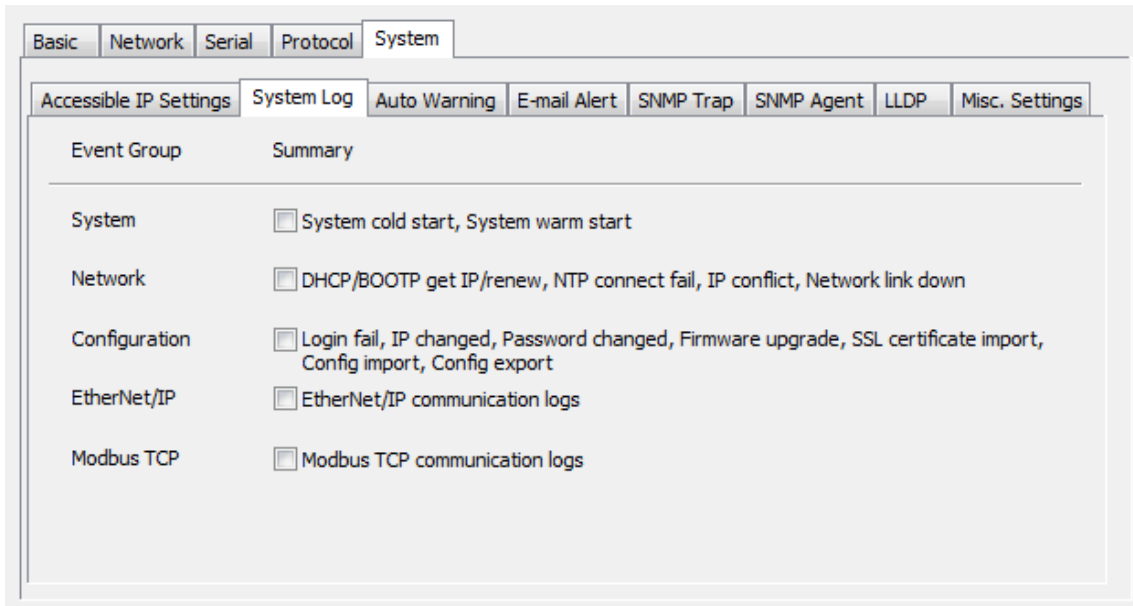 Basic Network Serial Protocol System
Accessible IP Settings System Log Auto Warning E-mail Alert SNMP Trap SNMP Agent LLDP Misc. Settings
Event Group Summary
System System cold start, System warm start
Network DHCP/BOOTP get IP/renew, NTP connect fail, IP conflict, Network link down
Configuration Login fail, IP changed, Password changed, Firmware upgrade, SSL certificate import,
Config import, Config export
EtherNet/IP EtherNet/IP communication logs
Modbus TCP Modbus TCP communication logs